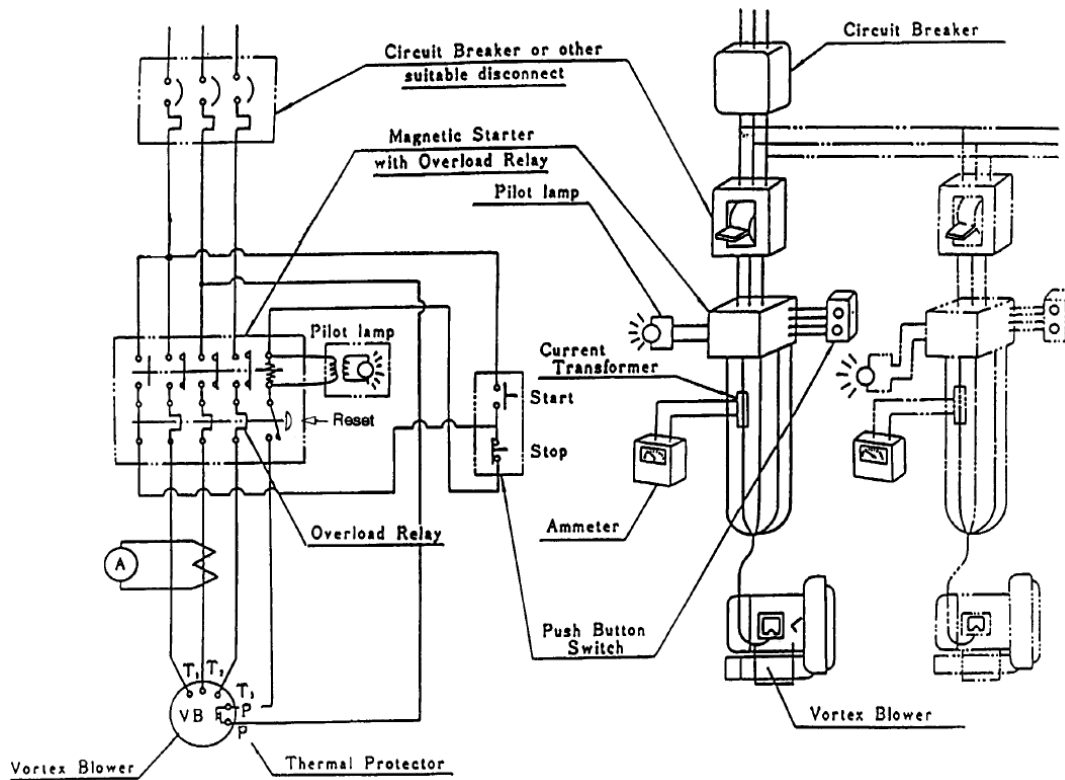 Circuit Breaker or other
suitable disconnect
Circuit Breaker
Magnetic Starter
with Overload Relay
Pilot lamp
Pilot lamp
Current
Transformer
Start
Reset
Stop
Overload Relay
Ammeter
A
Push Button
Switch
T1
T2
T3
VB
P
P
Vortex Blower
Vortex Blower
Thermal Protector